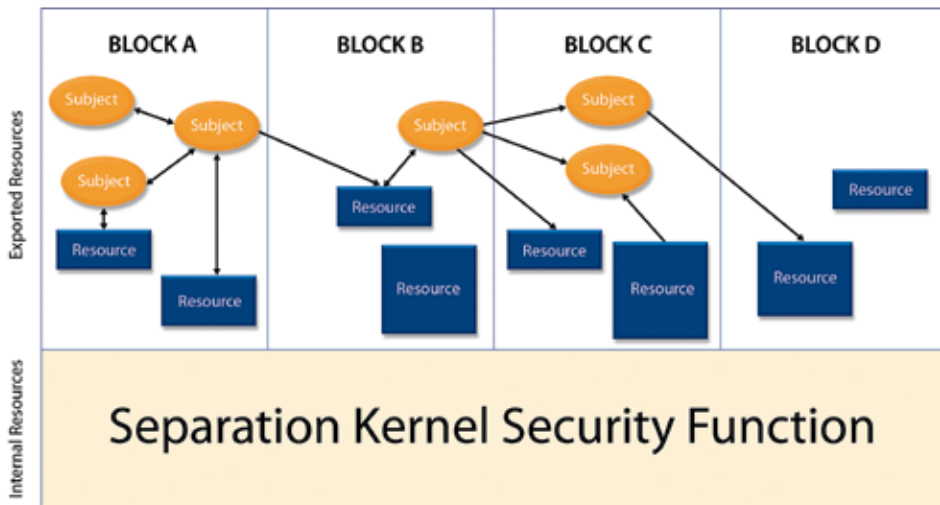 BLOCK A
BLOCK B
BLOCK C
BLOCK D
Exported Resources
Subject
Subject
Subject
Resource
Resource
Subject
Resource
Resource
Subject
Subject
Resource
Resource
Resource
Resource
Internal Resources
Separation Kernel Security Function